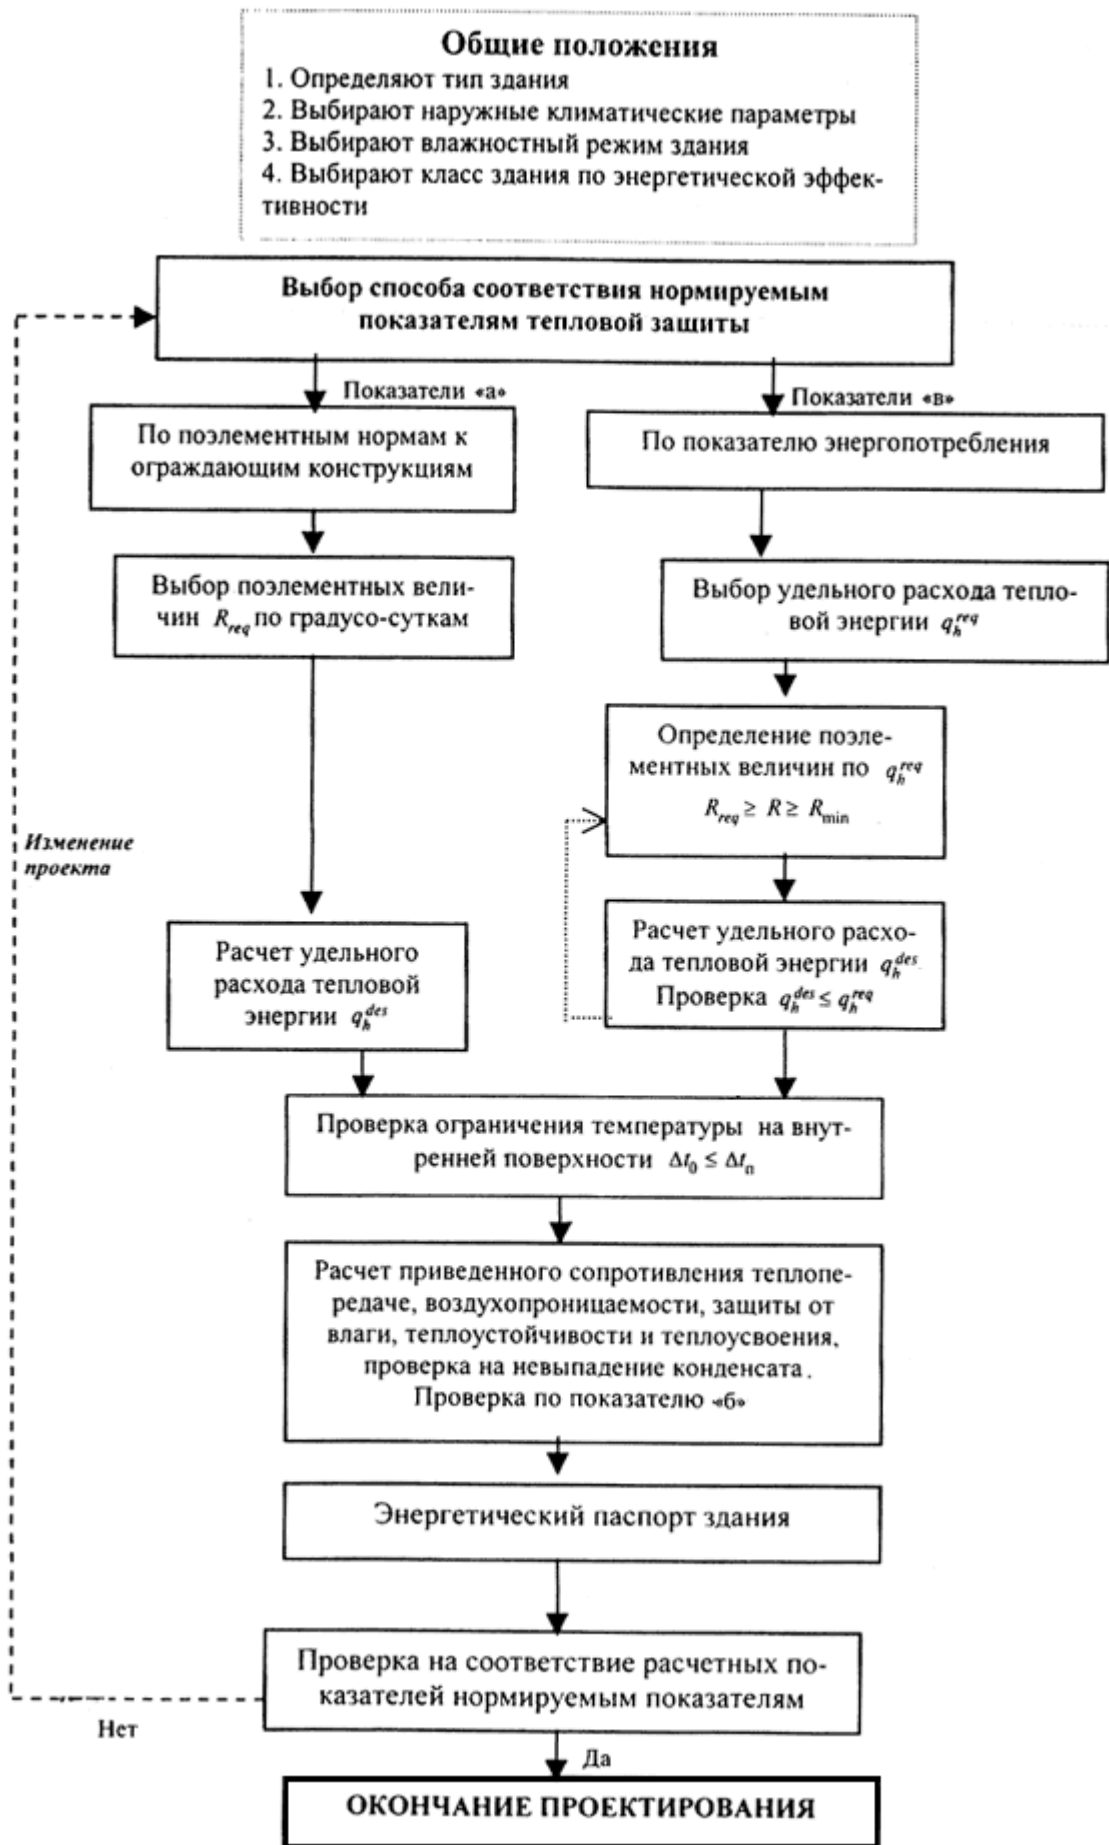 Общие положения
1. Определяют тип здания
2. Выбирают наружные климатические параметры
3. Выбирают влажностный режим здания
4. Выбирают класс здания по энергетической эффек-
тивности
Выбор способа соответствия нормируемым
показателям тепловой защиты
Показатели «а»
Показатели «в»
По поэлементным нормам к
ограждающим конструкциям
По показателю энергопотребления
Выбор поэлементных вели-
чин R_req по градусо-суткам
Выбор удельного расхода тепло-
вой энергии q_h^req
Определение поэле-
ментных величин по q_h^req
R_req ≥ R ≥ R_min
Изменение
проекта
Расчет удельного
расхода тепловой
энергии q_h^des
Расчет удельного расхо-
да тепловой энергии q_h^des.
Проверка q_h^des ≤ q_h^req
Проверка ограничения температуры на внут-
ренней поверхности Δt_0 ≤ Δt_n
Расчет приведенного сопротивления теплопе-
редаче, воздухопроницаемости, защиты от
влаги, теплоустойчивости и теплоусвоения,
проверка на невыпадение конденсата.
Проверка по показателю «б»
Энергетический паспорт здания
Проверка на соответствие расчетных по-
казателей нормируемым показателям
Нет
Да
ОКОНЧАНИЕ ПРОЕКТИРОВАНИЯ